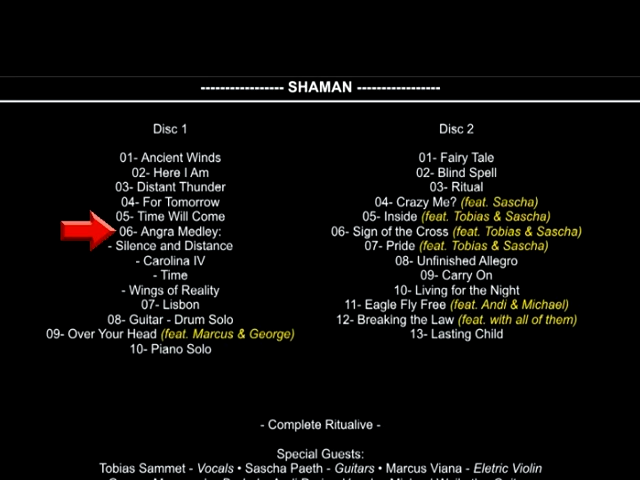 ----------------- SHAMAN -----------------
Disc 1
01- Ancient Winds
02- Here I Am
03- Distant Thunder
04- For Tomorrow
05- Time Will Come
06- Angra Medley:
- Silence and Distance
- Carolina IV
- Time
- Wings of Reality
07- Lisbon
08- Guitar - Drum Solo
09- Over Your Head (feat. Marcus & George)
10- Piano Solo
Disc 2
01- Fairy Tale
02- Blind Spell
03- Ritual
04- Crazy Me? (feat. Sascha)
05- Inside (feat. Tobias & Sascha)
06- Sign of the Cross (feat. Tobias & Sascha)
07- Pride (feat. Tobias & Sascha)
08- Unfinished Allegro
09- Carry On
10- Living for the Night
11- Eagle Fly Free (feat. Andi & Michael)
12- Breaking the Law (feat. with all of them)
13- Lasting Child
- Complete Ritualive -
Special Guests:
Tobias Sammet - Vocals • Sascha Paeth - Guitars • Marcus Viana - Eletric Violin